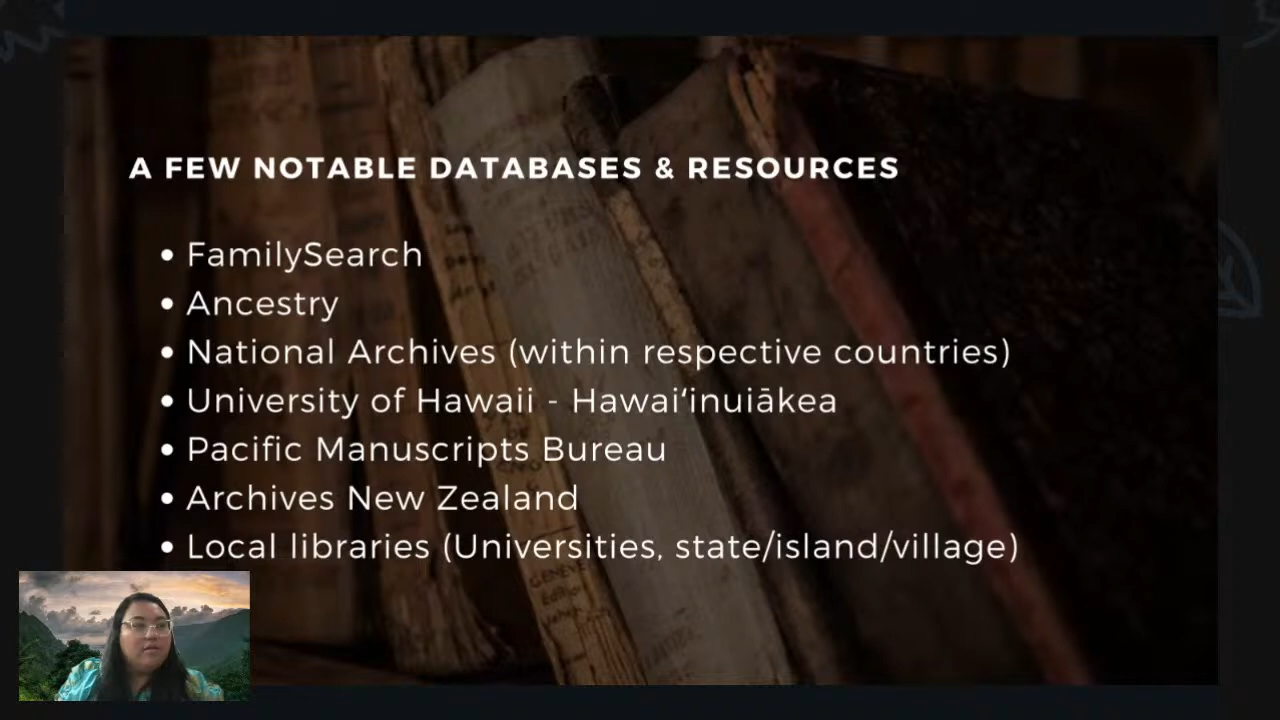 A FEW NOTABLE DATABASES & RESOURCES
• FamilySearch
• Ancestry
• National Archives (within respective countries)
• University of Hawaii - Hawaiʻinuiākea
• Pacific Manuscripts Bureau
• Archives New Zealand
• Local libraries (Universities, state/island/village)